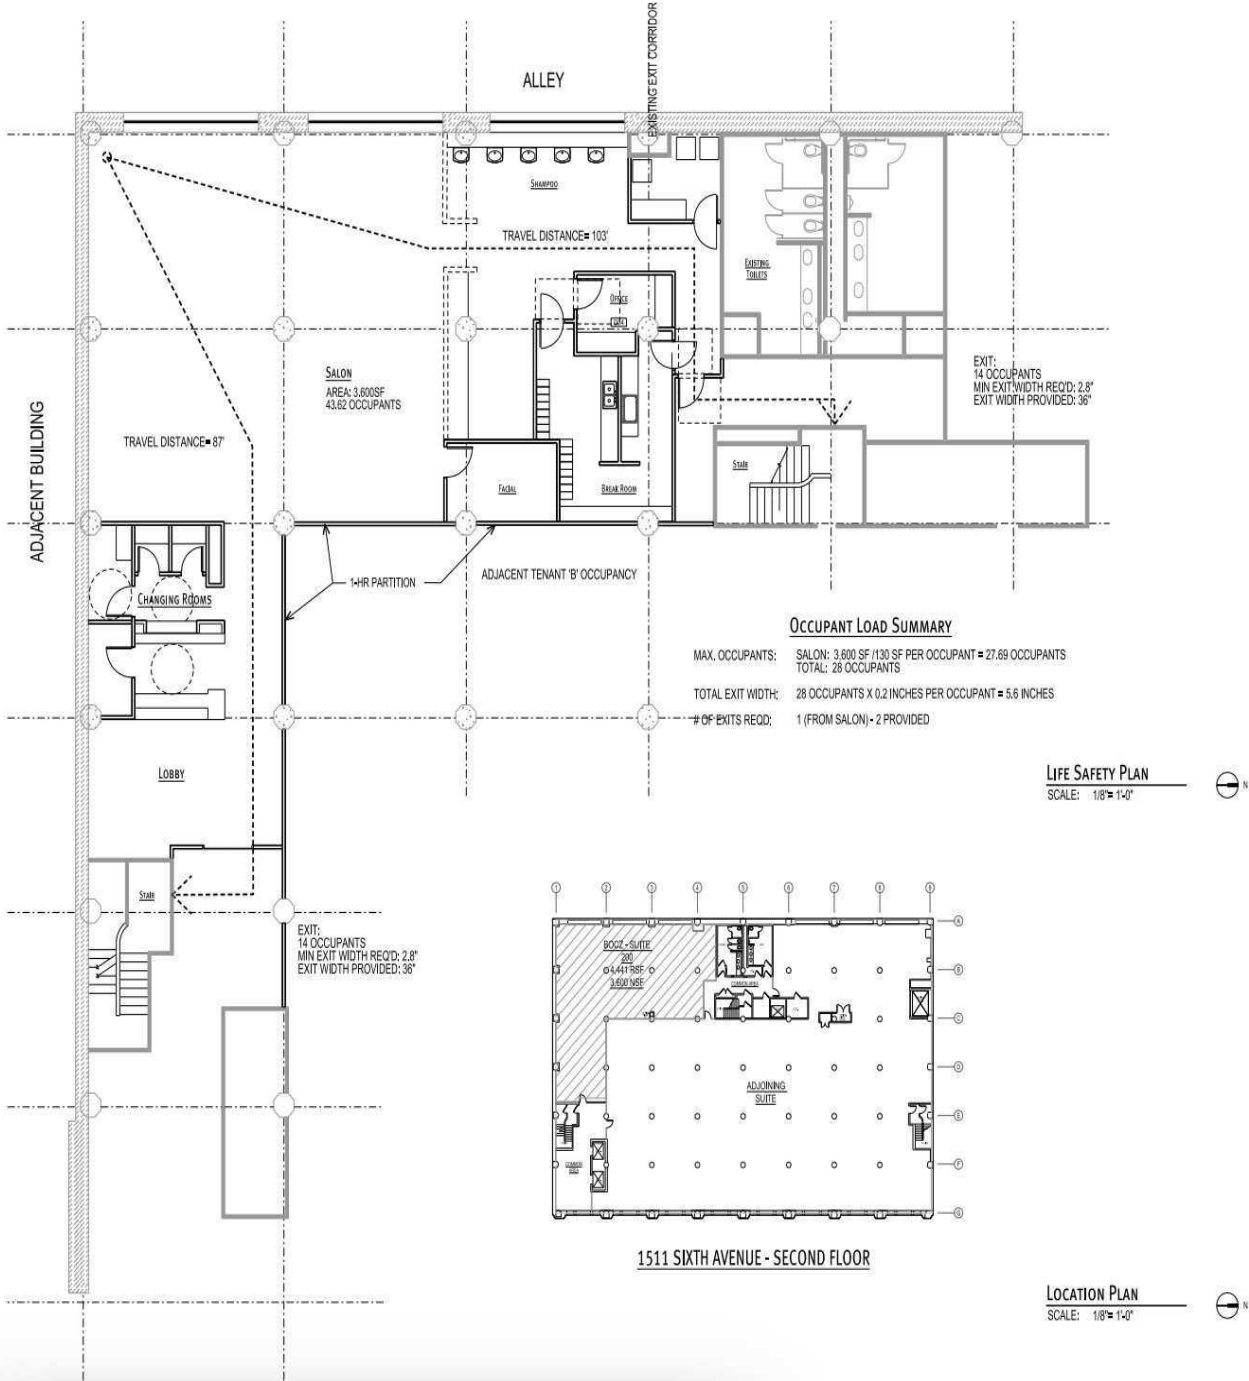 ALLEY
EXISTING EXIT CORRIDOR
SHAMPOO
TRAVEL DISTANCE= 103'
EXISTING
TOILETS
OFFICE
SALON
AREA: 3,600SF
43.62 OCCUPANTS
EXIT:
14 OCCUPANTS
MIN EXIT WIDTH REQ'D: 2.8"
EXIT WIDTH PROVIDED: 36"
ADJACENT BUILDING
TRAVEL DISTANCE= 87'
STAIR
FACIAL
BREAK ROOM
1-HR PARTITION
ADJACENT TENANT 'B' OCCUPANCY
CHANGING ROOMS
OCCUPANT LOAD SUMMARY
MAX. OCCUPANTS: SALON: 3,600 SF /130 SF PER OCCUPANT = 27.69 OCCUPANTS
TOTAL: 28 OCCUPANTS
TOTAL EXIT WIDTH: 28 OCCUPANTS X 0.2 INCHES PER OCCUPANT = 5.6 INCHES
# OF EXITS REQD: 1 (FROM SALON) - 2 PROVIDED
LOBBY
LIFE SAFETY PLAN
SCALE: 1/8"= 1'-0"
N
STAIR
EXIT:
14 OCCUPANTS
MIN EXIT WIDTH REQ'D: 2.8"
EXIT WIDTH PROVIDED: 36"
1 2 3 4 5 6 7 8 9
A
BOCZ - SUITE
200
4,441 RSF
3,600 NSF
B
COMMON AREA
C
D
ADJOINING
SUITE
E
COMMON
AREA
F
G
1511 SIXTH AVENUE - SECOND FLOOR
LOCATION PLAN
SCALE: 1/8"= 1'-0"
N